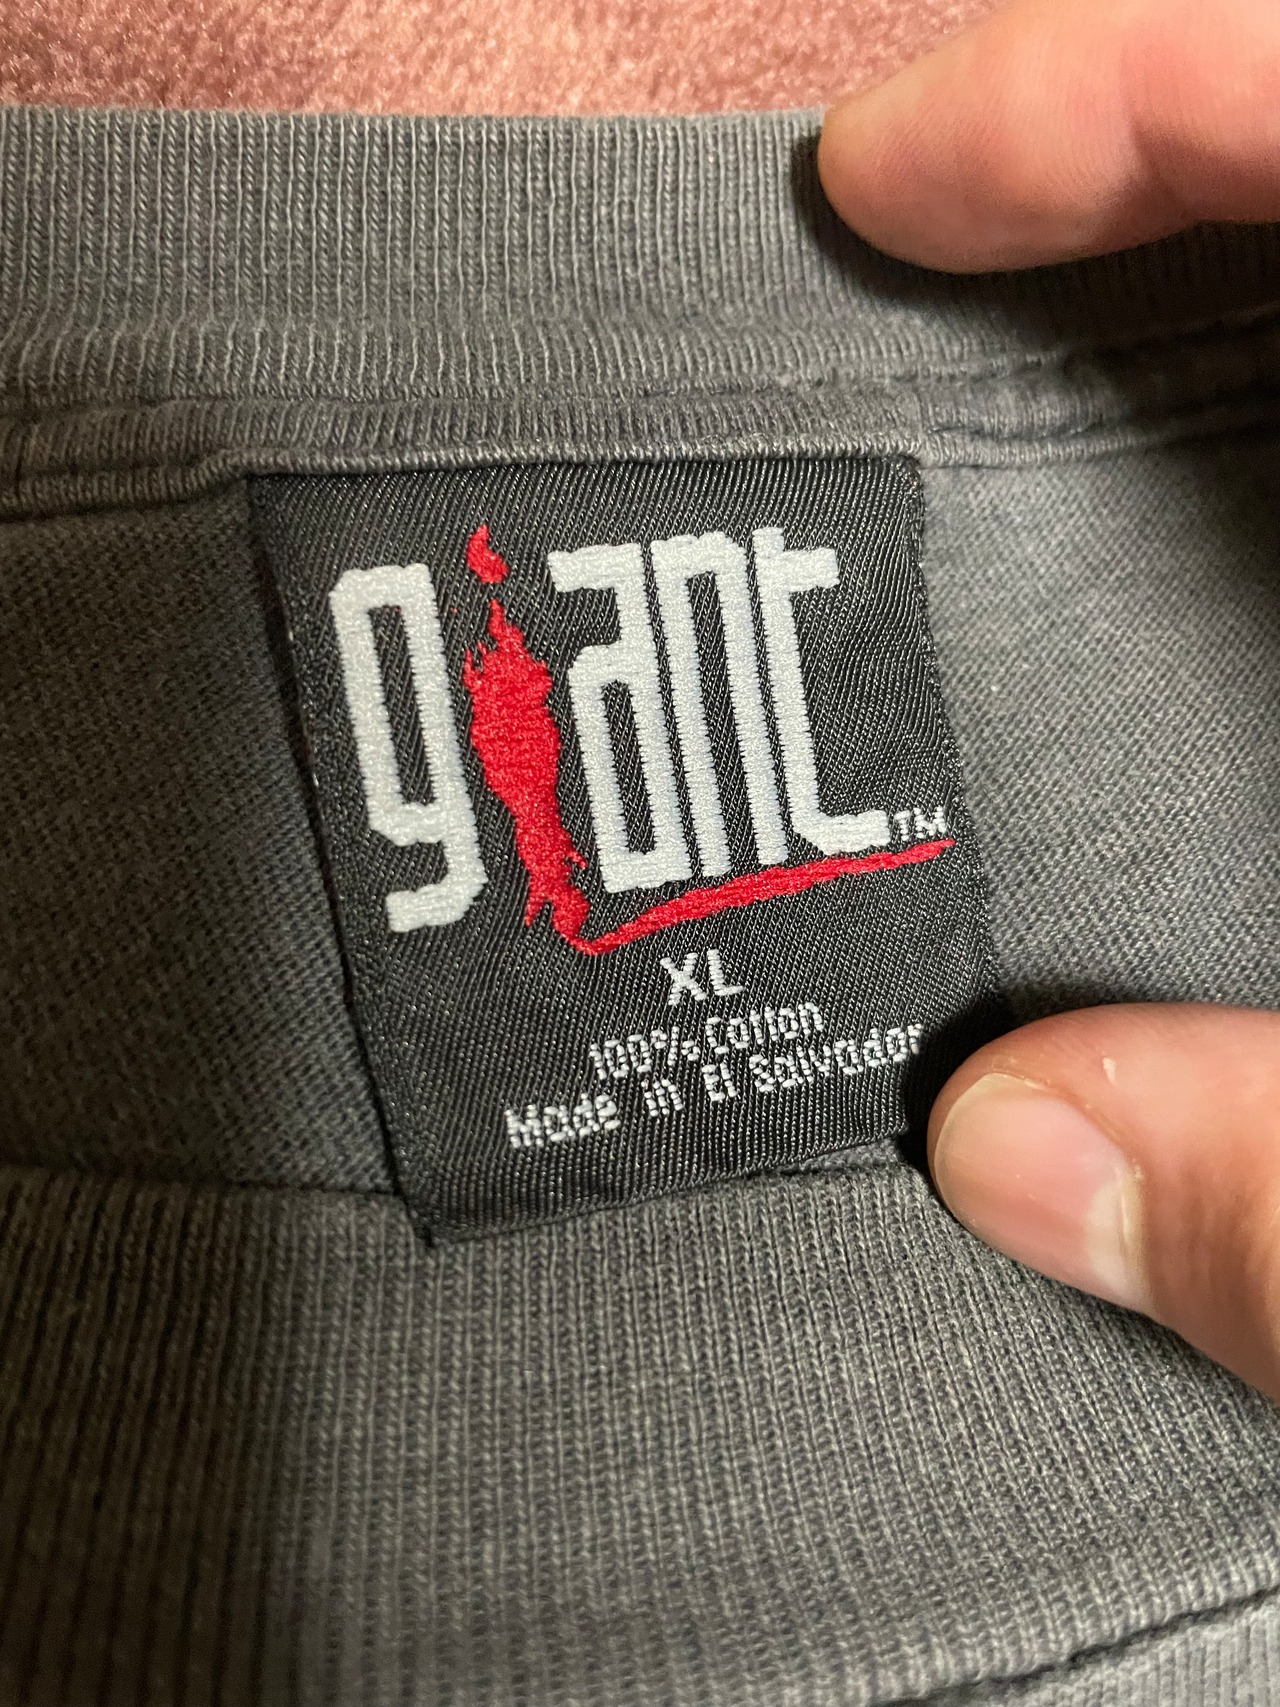 giant™
XL
100% Cotton
Made in El Salvador